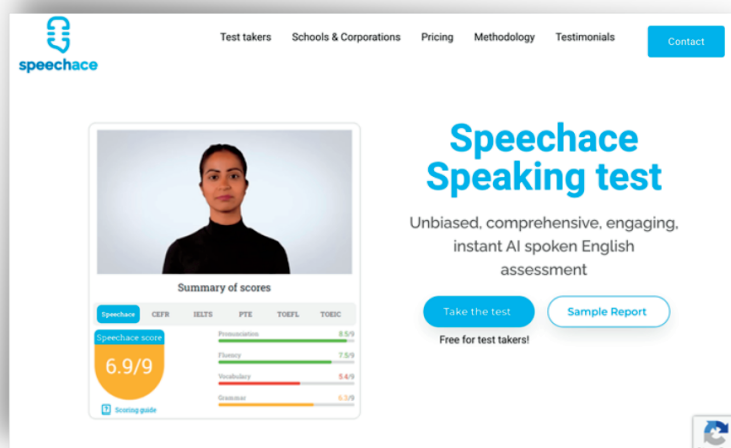 speechace
Test takers
Schools & Corporations
Pricing
Methodology
Testimonials
Contact
Speechace
Speaking test
Unbiased, comprehensive, engaging,
instant AI spoken English
assessment
Take the test
Sample Report
Free for test takers!
Summary of scores
Speechace
CEFR
IELTS
PTE
TOEFL
TOEIC
Speechace score
6.9/9
Scoring guide
Pronunciation
8.5/9
Fluency
7.5/9
Vocabulary
5.4/9
Grammar
6.3/9